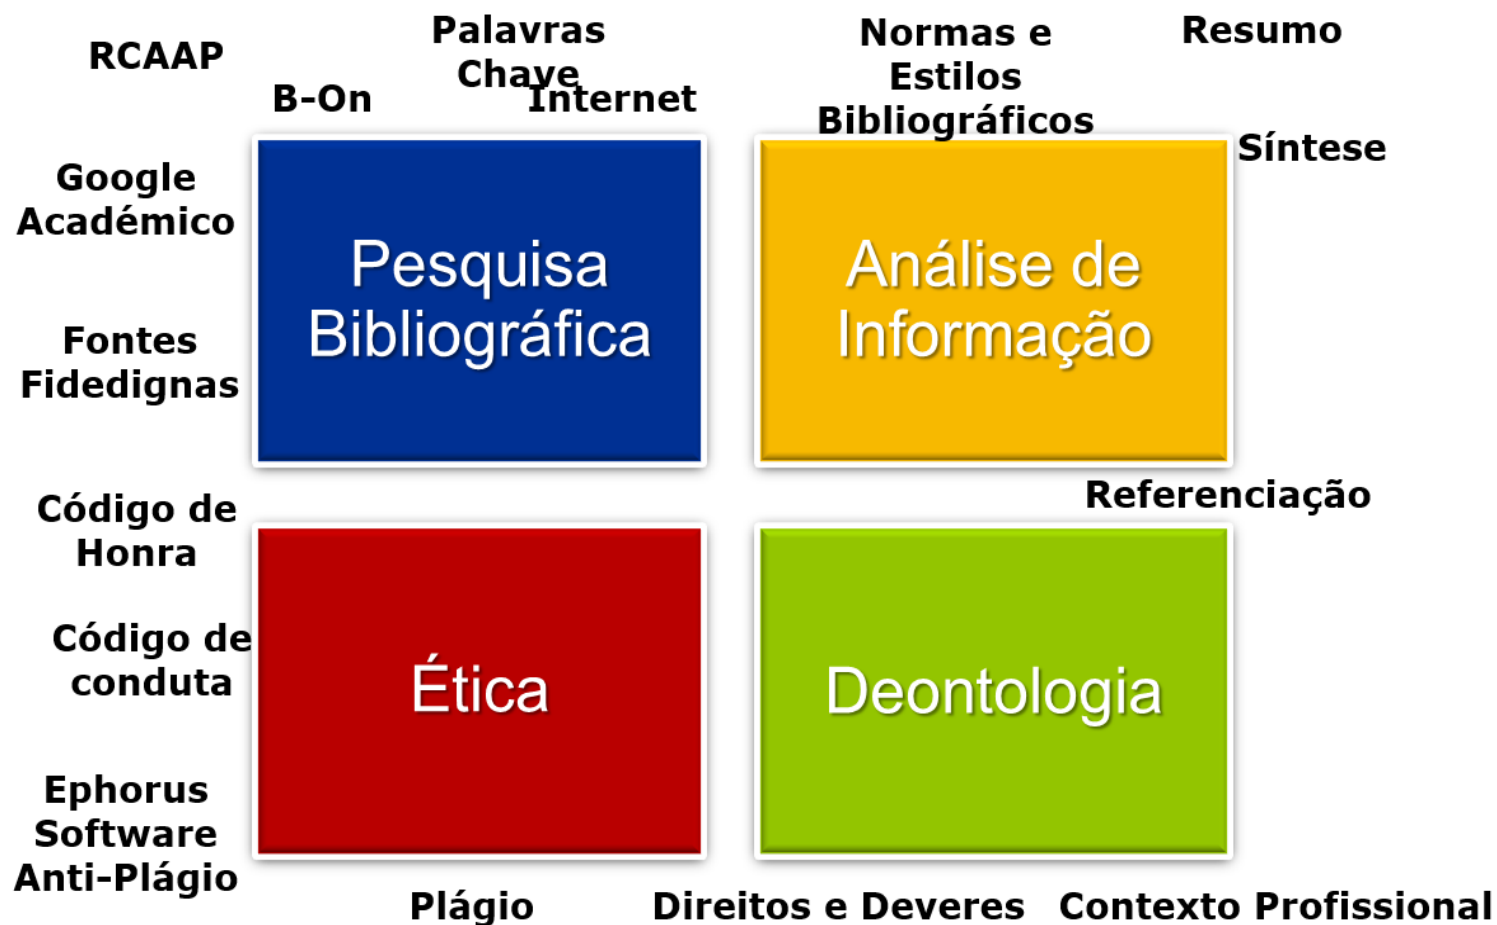 RCAAP
Palavras
Chave
B-On
Internet
Normas e
Estilos
Bibliográficos
Resumo
Síntese
Google
Académico
Fontes
Fidedignas
Pesquisa
Bibliográfica
Análise de
Informação
Referenciação
Código de
Honra
Código de
conduta
Ephorus
Software
Anti-Plágio
Ética
Deontologia
Plágio
Direitos e Deveres
Contexto Profissional